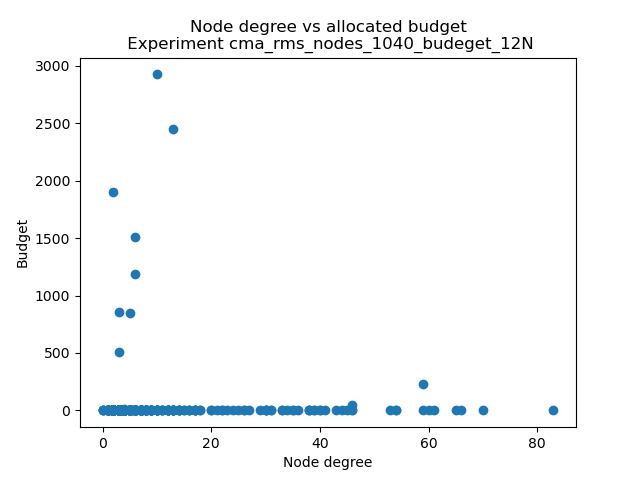 Node degree vs allocated budget
Experiment cma_rms_nodes_1040_budeget_12N
3000
2500
2000
1500
1000
500
0
Budget
0 20 40 60 80
Node degree